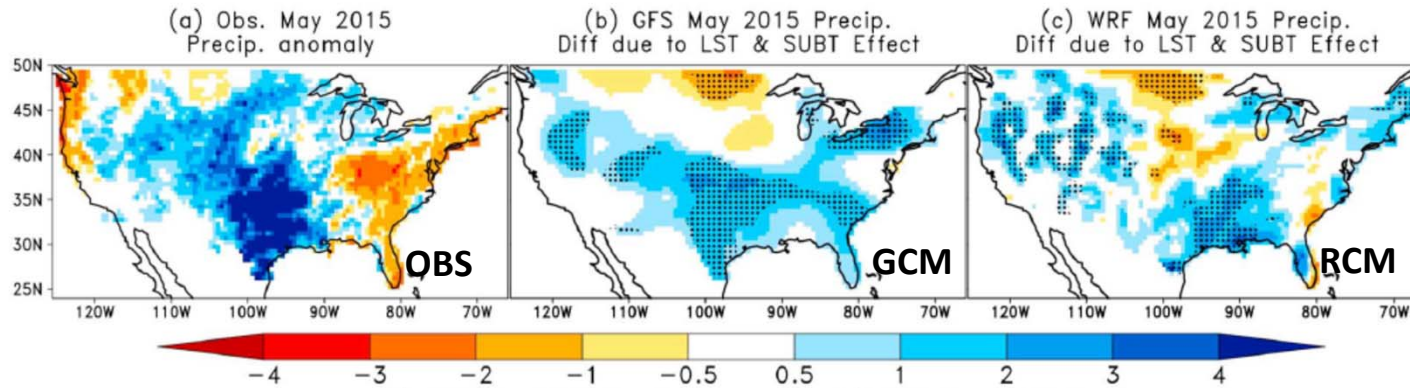 (a) Obs. May 2015
Precip. anomaly
(b) GFS May 2015 Precip.
Diff due to LST & SUBT Effect
(c) WRF May 2015 Precip.
Diff due to LST & SUBT Effect
50N
45N
40N
35N
30N
25N
OBS
GCM
RCM
120W 110W 100W 90W 80W 70W
120W 110W 100W 90W 80W
120W 110W 100W 90W 80W 70W
-4 -3 -2 -1 -0.5 0.5 1 2 3 4